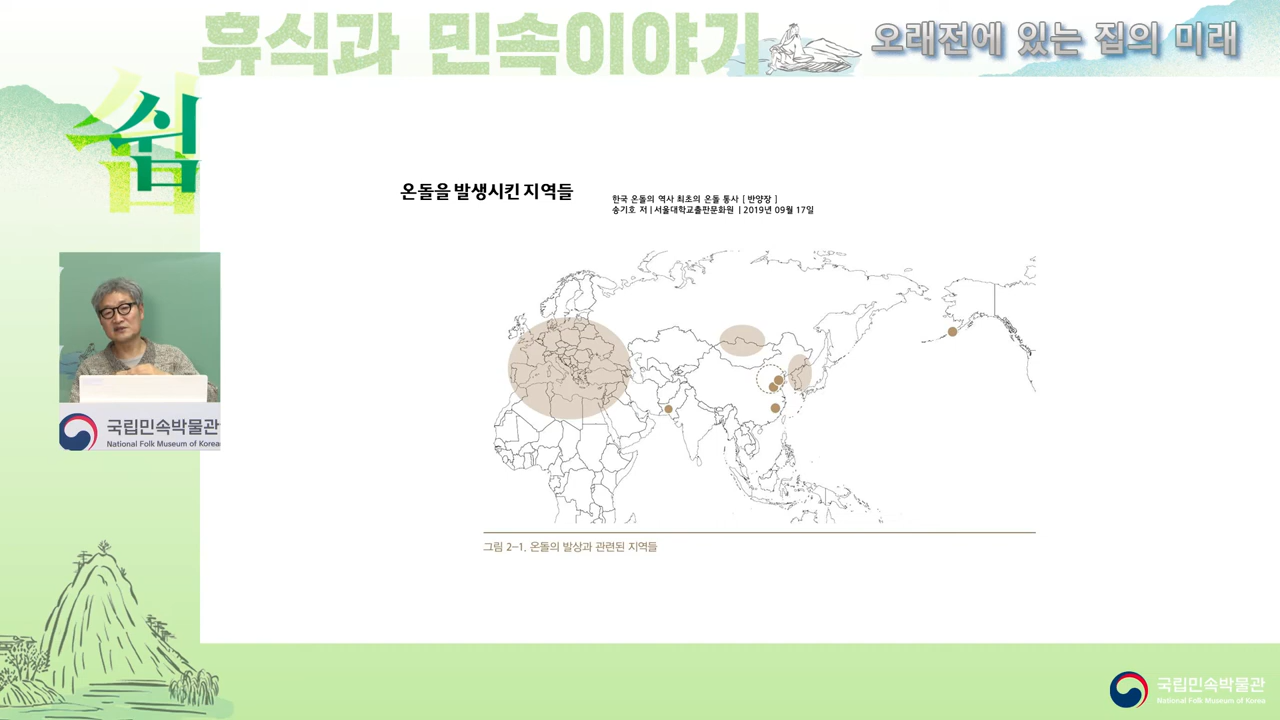 휴식과 민속이야기
오래전에 있는 집의 미래
쉽
온돌을 발생시킨 지역들
한국 온돌의 역사 최초의 온돌 통사 [ 반양장 ]
송기호 저 | 서울대학교출판문화원 | 2019년 09월 17일
국립민속박물관
National Folk Museum of Korea
그림 2-1. 온돌의 발상과 관련된 지역들
국립민속박물관
National Folk Museum of Korea